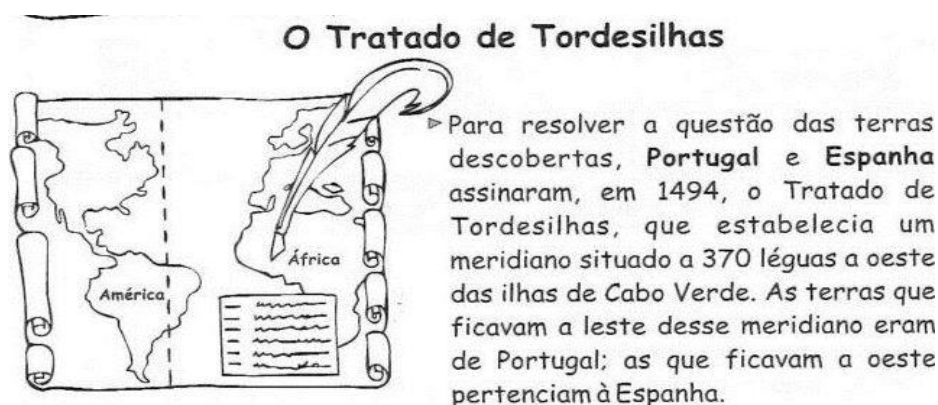 O Tratado de Tordesilhas
Para resolver a questão das terras
descobertas, Portugal e Espanha
assinaram, em 1494, o Tratado de
Tordesilhas, que estabelecia um
meridiano situado a 370 léguas a oeste
das ilhas de Cabo Verde. As terras que
ficavam a leste desse meridiano eram
de Portugal; as que ficavam a oeste
pertenciam à Espanha.
América
África